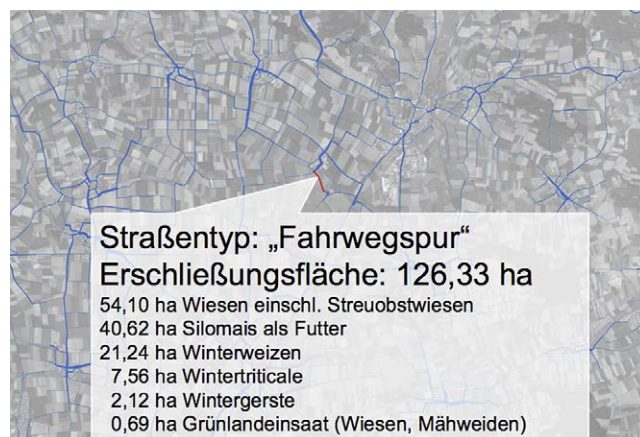 Straßentyp: „Fahrwegspur“
Erschließungsfläche: 126,33 ha
54,10 ha Wiesen einschl. Streuobstwiesen
40,62 ha Silomais als Futter
21,24 ha Winterweizen
7,56 ha Wintertriticale
2,12 ha Wintergerste
0,69 ha Grünlandeinsaat (Wiesen, Mähweiden)